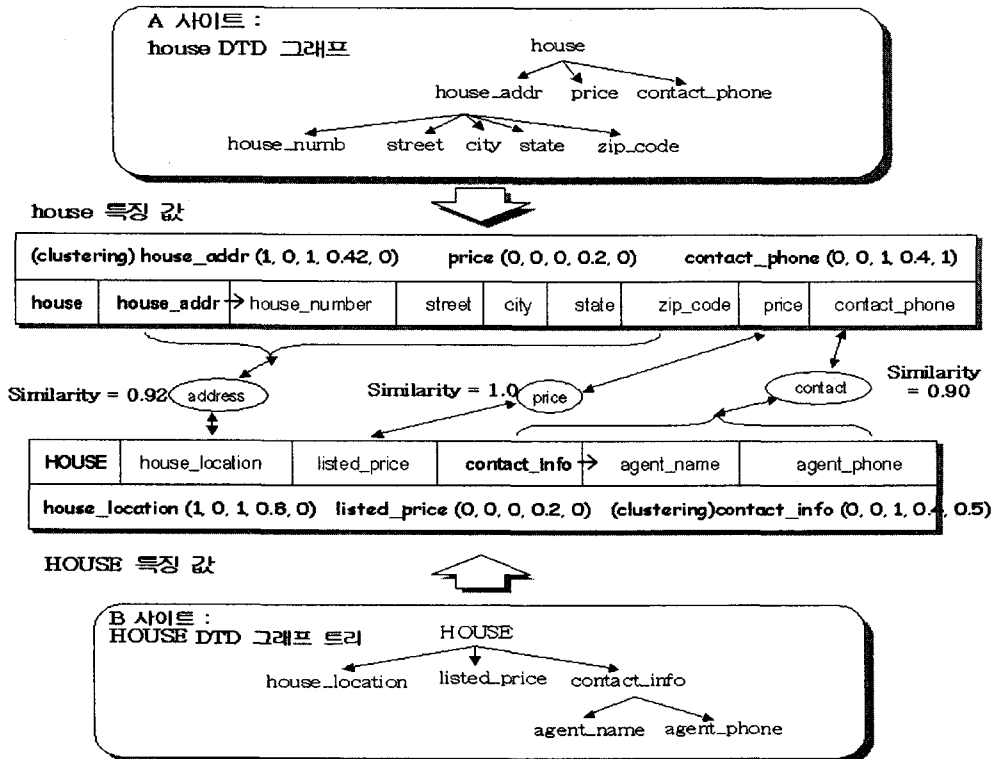 A 사이트 :
house DTD 그래프
house
house_addr price contact_phone
house_numb street city state zip_code
house 특징 값
(clustering) house_addr (1, 0, 1, 0.42, 0) price (0, 0, 0, 0.2, 0) contact_phone (0, 0, 1, 0.4, 1)
house house_addr → house_number street city state zip_code price contact_phone
Similarity = 0.92 address Similarity = 1.0 price contact Similarity
= 0.90
HOUSE house_location listed_price contact_info → agent_name agent_phone
house_location (1, 0, 1, 0.8, 0) listed_price (0, 0, 0, 0.2, 0) (clustering)contact_info (0, 0, 1, 0.4, 0.5)
HOUSE 특징 값
B 사이트 :
HOUSE DTD 그래프 트리
HOUSE
house_location listed_price contact_info
agent_name agent_phone